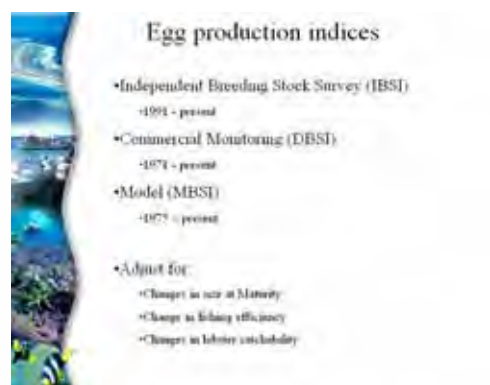 Egg production indices
•Independent Breeding Stock Survey (IBSI)
•1991 – present
•Commercial Monitoring (DBSI)
•1971 – present
•Model (MBSI)
– present
•Adjust for:
•Changes in size at Maturity
•Change in fishing efficiency
•Changes in lobster catchability